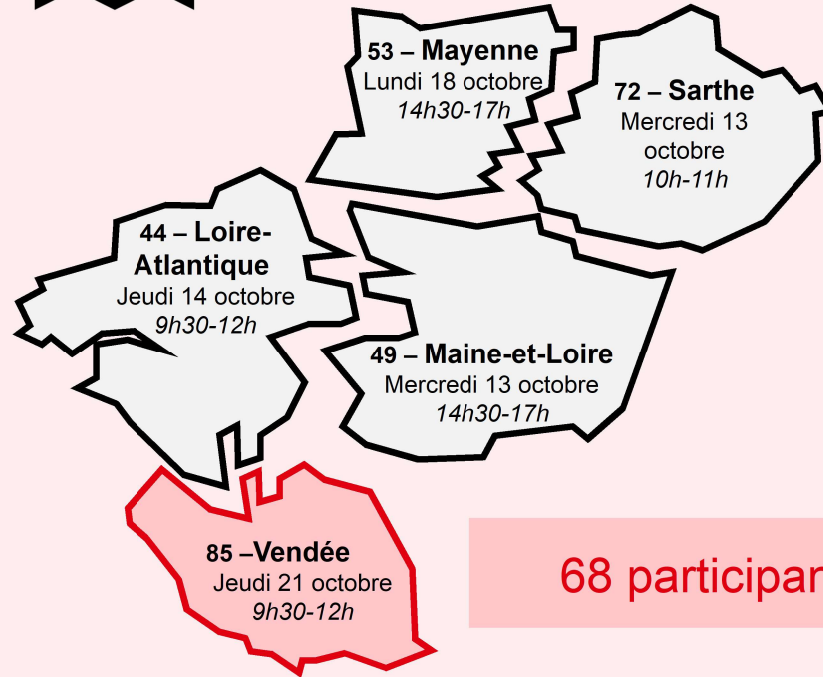 53 – Mayenne
Lundi 18 octobre
14h30-17h
72 – Sarthe
Mercredi 13
octobre
10h-11h
44 – Loire-
Atlantique
Jeudi 14 octobre
9h30-12h
49 – Maine-et-Loire
Mercredi 13 octobre
14h30-17h
85 –Vendée
Jeudi 21 octobre
9h30-12h
68